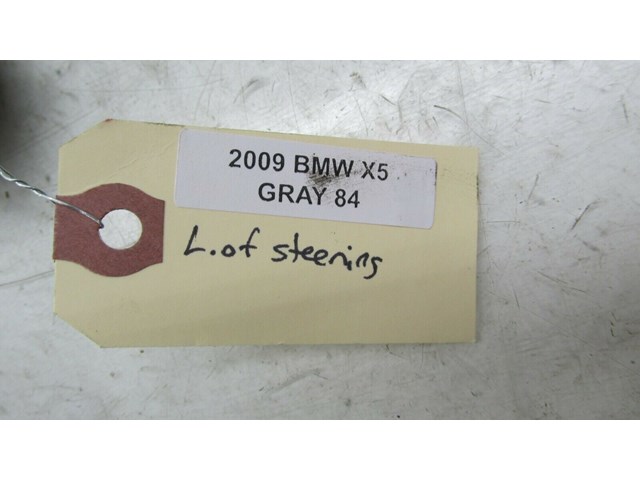 2009 BMW X5
GRAY 84
L.of steering